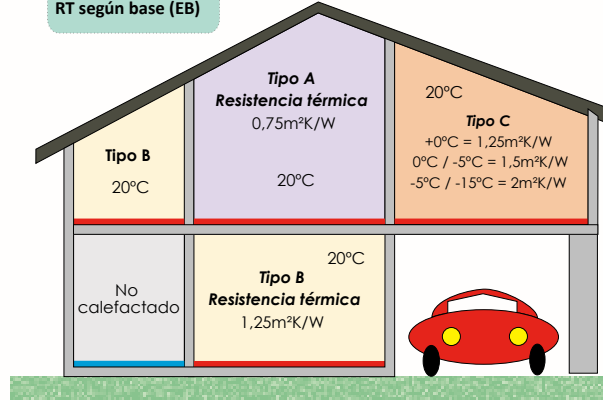 RT según base (EB)
Tipo A
Resistencia térmica
0,75m²K/W
20ºC
20ºC
Tipo C
+0ºC = 1,25m²K/W
0ºC / -5ºC = 1,5m²K/W
-5ºC / -15ºC = 2m²K/W
Tipo B
20ºC
No
calefactado
20ºC
Tipo B
Resistencia térmica
1,25m²K/W